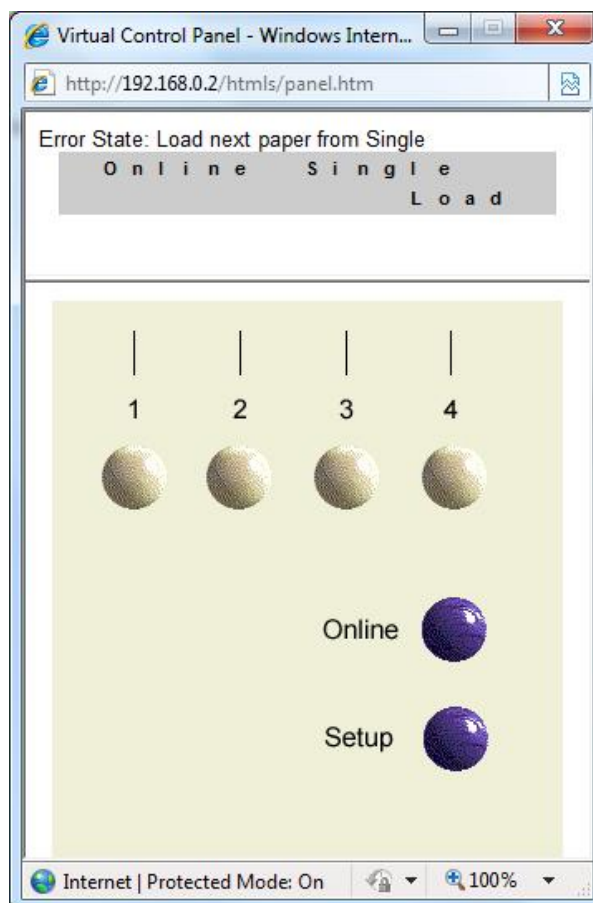 Virtual Control Panel - Windows Intern...
http://192.168.0.2/htmls/panel.htm
Error State: Load next paper from Single
Online Single
Load
1 2 3 4
Online
Setup
Internet | Protected Mode: On 100%